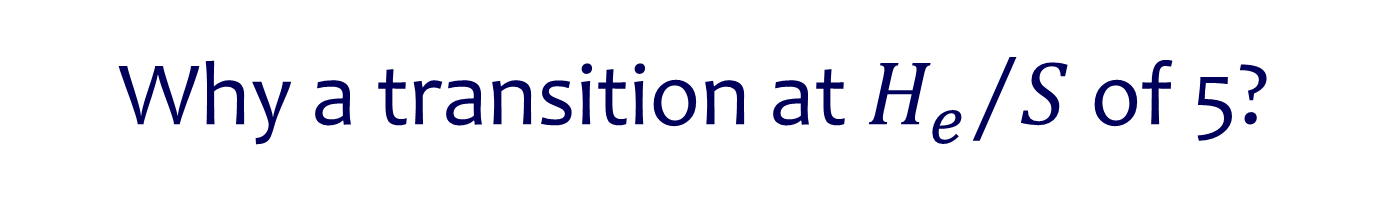 Why a transition at $H_e/S$ of 5?